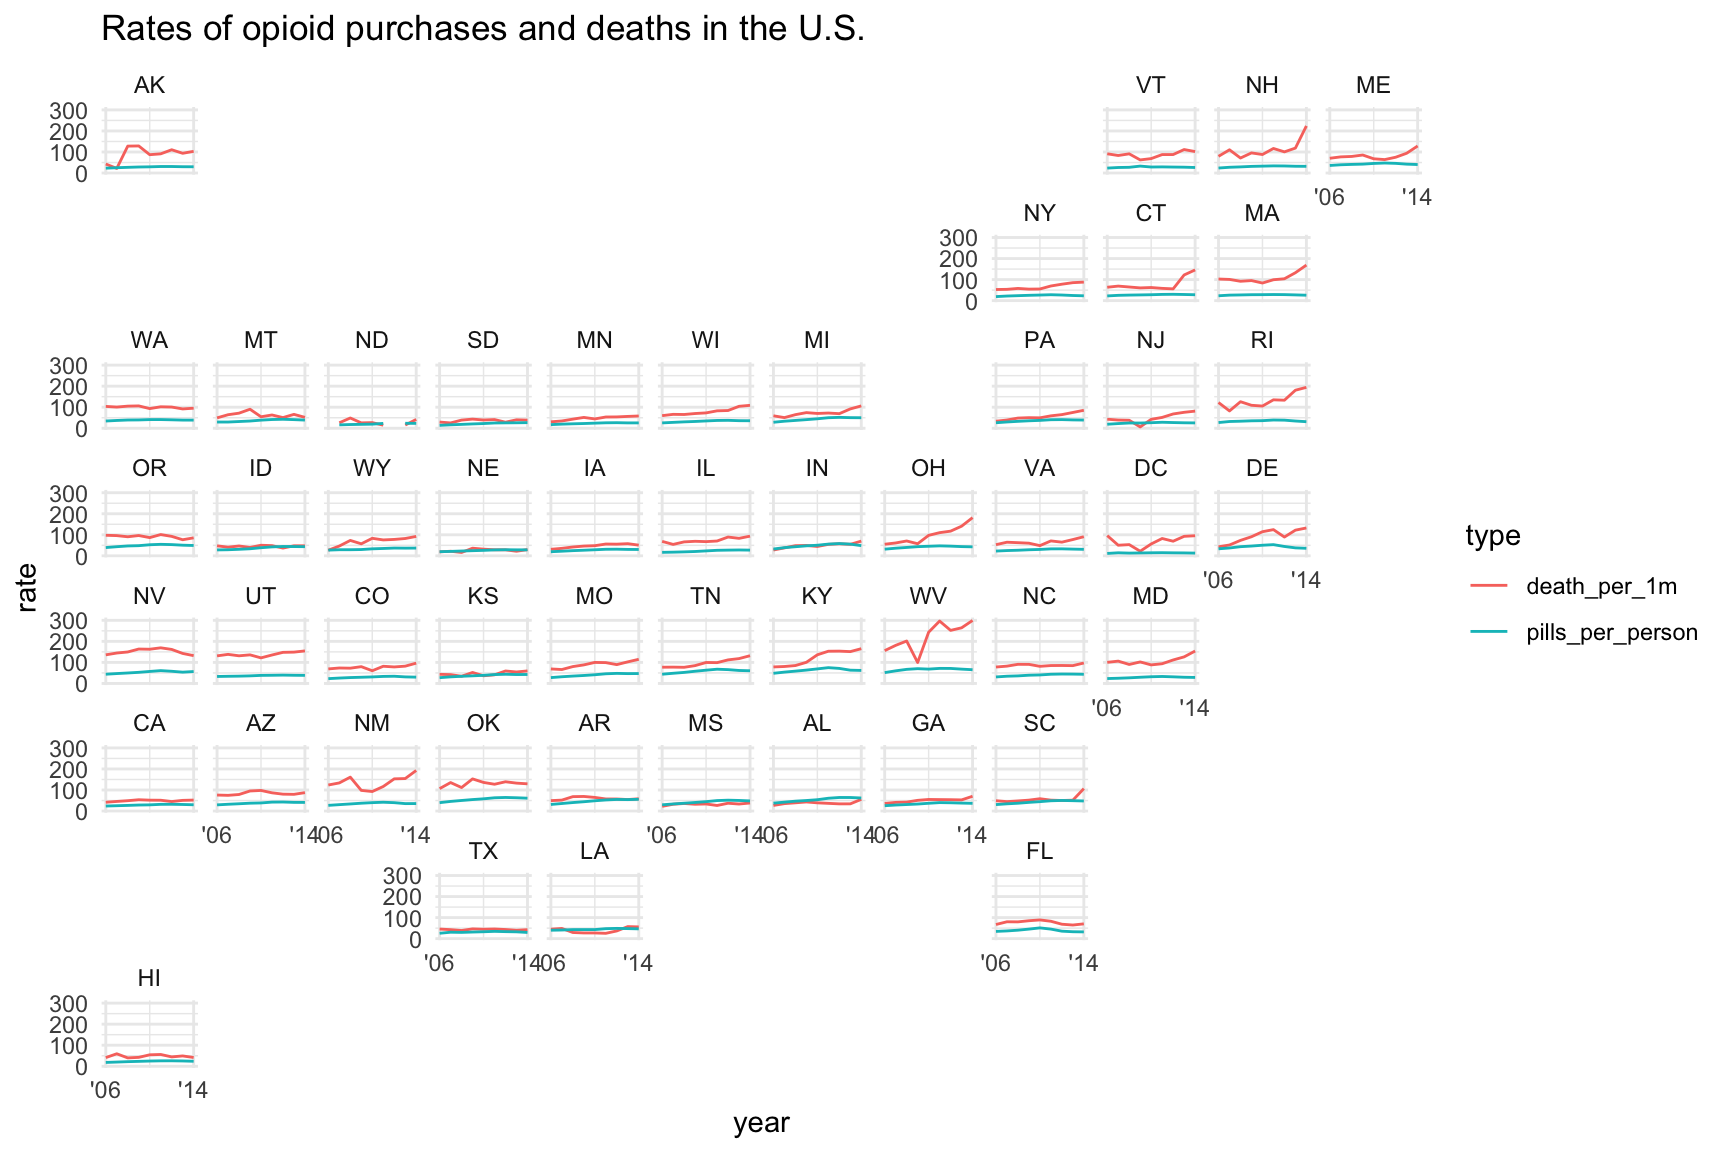 Rates of opioid purchases and deaths in the U.S.
AK VT NH ME
300
200
100
0
'06 '14
NY CT MA
300
200
100
0
WA MT ND SD MN WI MI PA NJ RI
300
200
100
0
OR ID WY NE IA IL IN OH VA DC DE
300
200
100
0
'06 '14
NV UT CO KS MO TN KY WV NC MD
300
200
100
0
'06 '14
CA AZ NM OK AR MS AL GA SC
300
200
100
0
'06 '14 '06 '14 '06 '14 '06 '14
TX LA FL
300
200
100
0
'06 '14 '06 '14 '06 '14
HI
300
200
100
0
'06 '14
year
rate
type
death_per_1m
pills_per_person